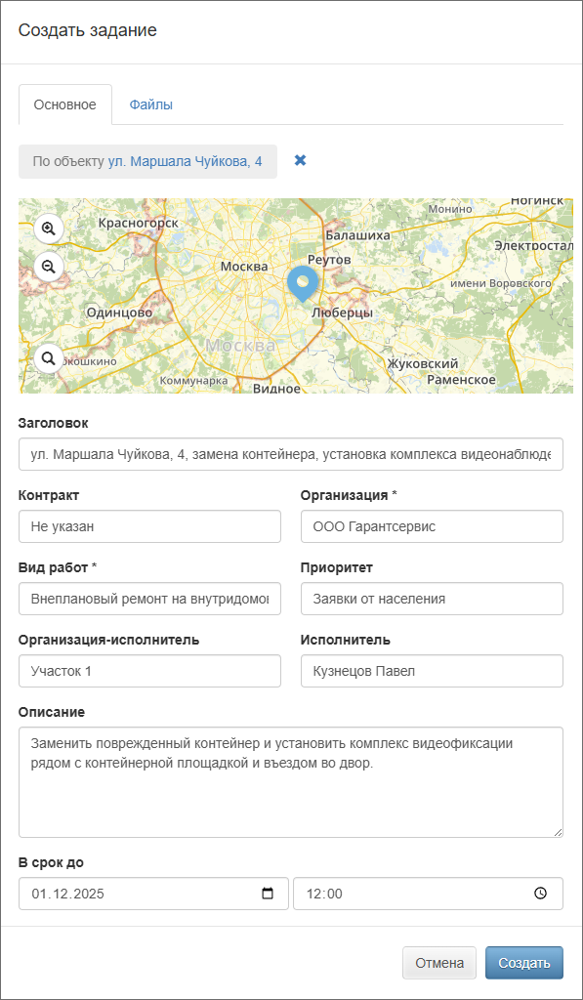 Создать задание
Основное
Файлы
По объекту ул. Маршала Чуйкова, 4
Ногинск
Монино
Красногорск
Балашиха
Электростал
Реутов
Москва
имени Воровского
Одинцово
Люберцы
Москва
окошкино
Жуковский
Коммунарка
Раменское
Видное
Заголовок
ул. Маршала Чуйкова, 4, замена контейнера, установка комплекса видеонаблюде
Контракт
Организация *
Не указан
ООО Гарантсервис
Вид работ *
Приоритет
Внеплановый ремонт на внутридомов
Заявки от населения
Организация-исполнитель
Исполнитель
Участок 1
Кузнецов Павел
Описание
Заменить поврежденный контейнер и установить комплекс видеофиксации
рядом с контейнерной площадкой и въездом во двор.
В срок до
01.12.2025
12:00
Отмена
Создать